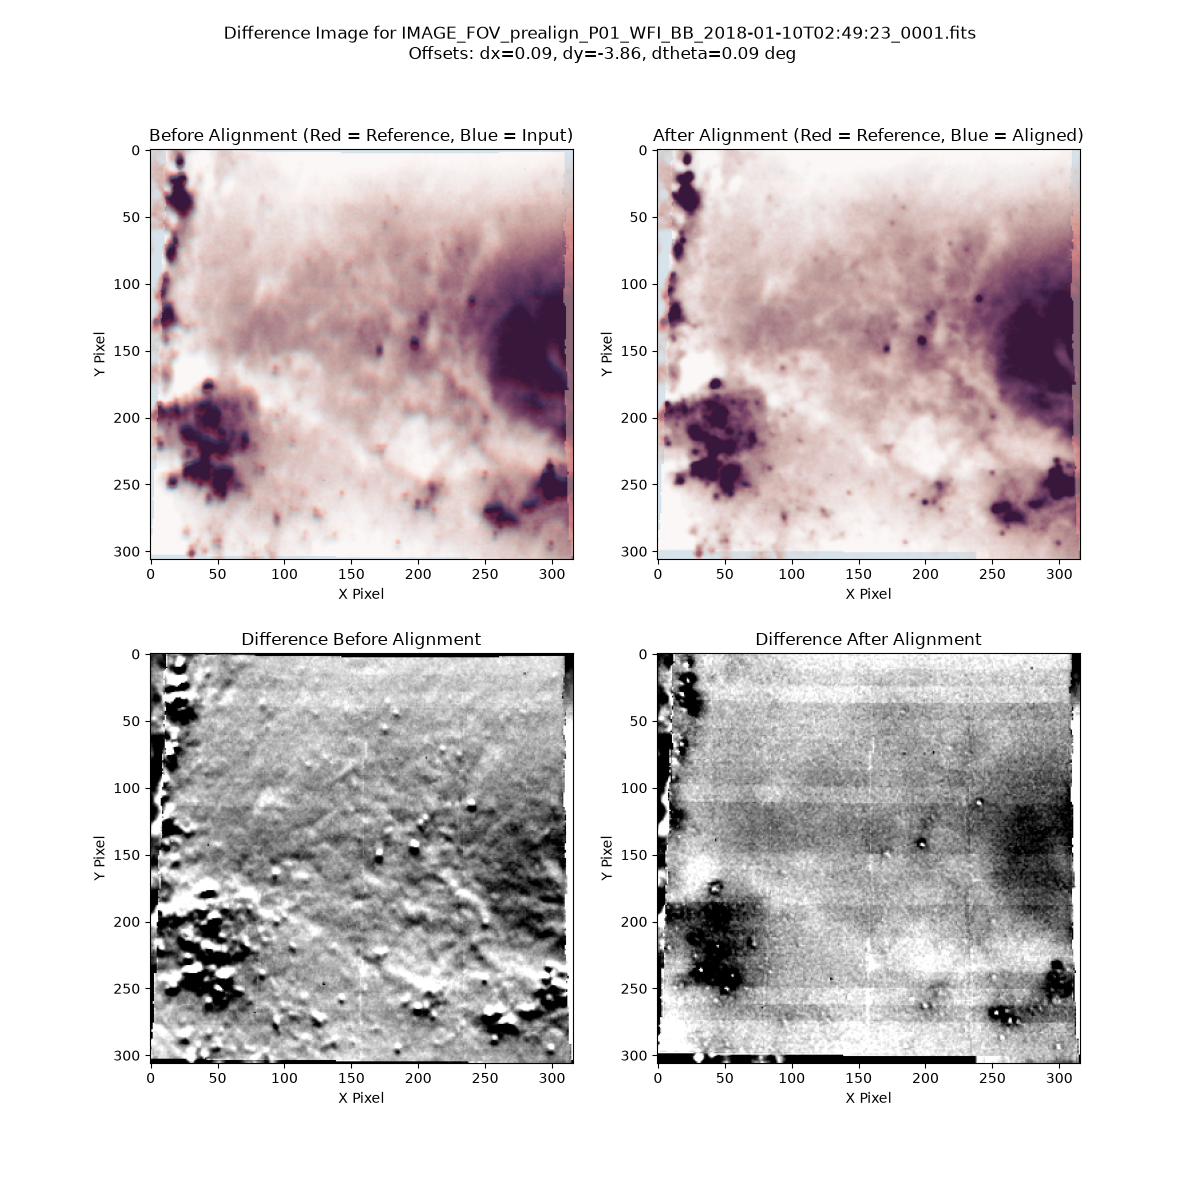 Difference Image for IMAGE_FOV_prealign_P01_WFI_BB_2018-01-10T02:49:23_0001.fits
Offsets: dx=0.09, dy=-3.86, dtheta=0.09 deg
Before Alignment (Red = Reference, Blue = Input)
0
50
100
150
200
250
300
Y Pixel
0 50 100 150 200 250 300
X Pixel
After Alignment (Red = Reference, Blue = Aligned)
0
50
100
150
200
250
300
Y Pixel
0 50 100 150 200 250 300
X Pixel
Difference Before Alignment
0
50
100
150
200
250
300
Y Pixel
0 50 100 150 200 250 300
X Pixel
Difference After Alignment
0
50
100
150
200
250
300
Y Pixel
0 50 100 150 200 250 300
X Pixel